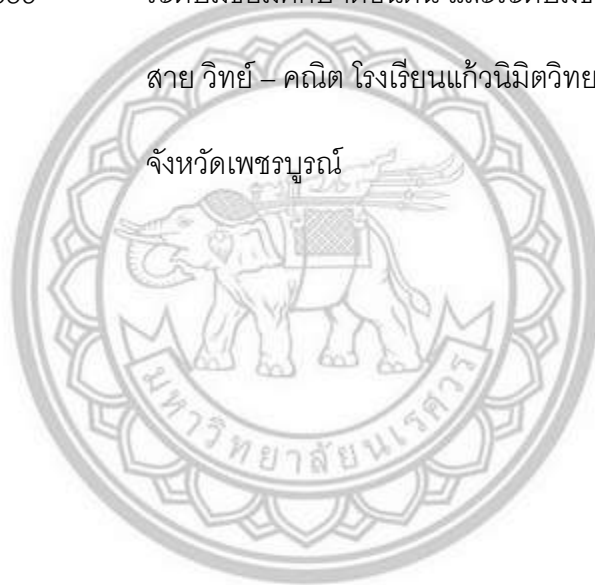 สาย วิทย์ – คณิต โรงเรียนแก้วนิมิตวิทย
จังหวัดเพชรบูรณ์
มหาวิทยาลัยนเรศวร